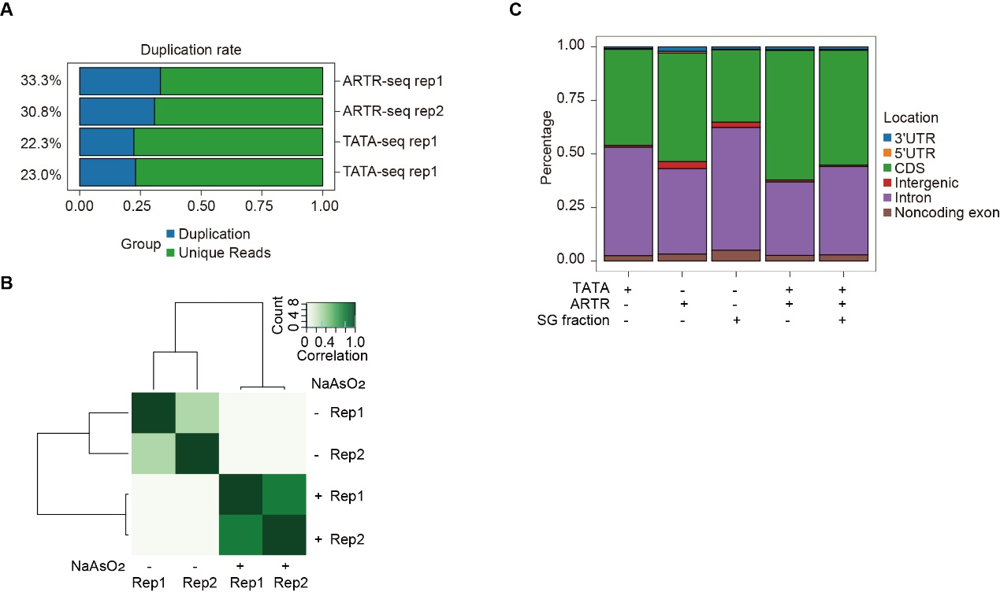 A
Duplication rate
33.3% ARTR-seq rep1
30.8% ARTR-seq rep2
22.3% TATA-seq rep1
23.0% TATA-seq rep1
0.00 0.25 0.50 0.75 1.00
Group
Duplication
Unique Reads
B
Count
0 4 8
0 0.4 1.0
Correlation
NaAsO2
- Rep1
- Rep2
+ Rep1
+ Rep2
NaAsO2 - - + +
Rep1 Rep2 Rep1 Rep2
C
Percentage
1.00
0.75
0.50
0.25
0.00
TATA + - - + +
ARTR - + - + +
SG fraction - - + - +
Location
3'UTR
5'UTR
CDS
Intergenic
Intron
Noncoding exon